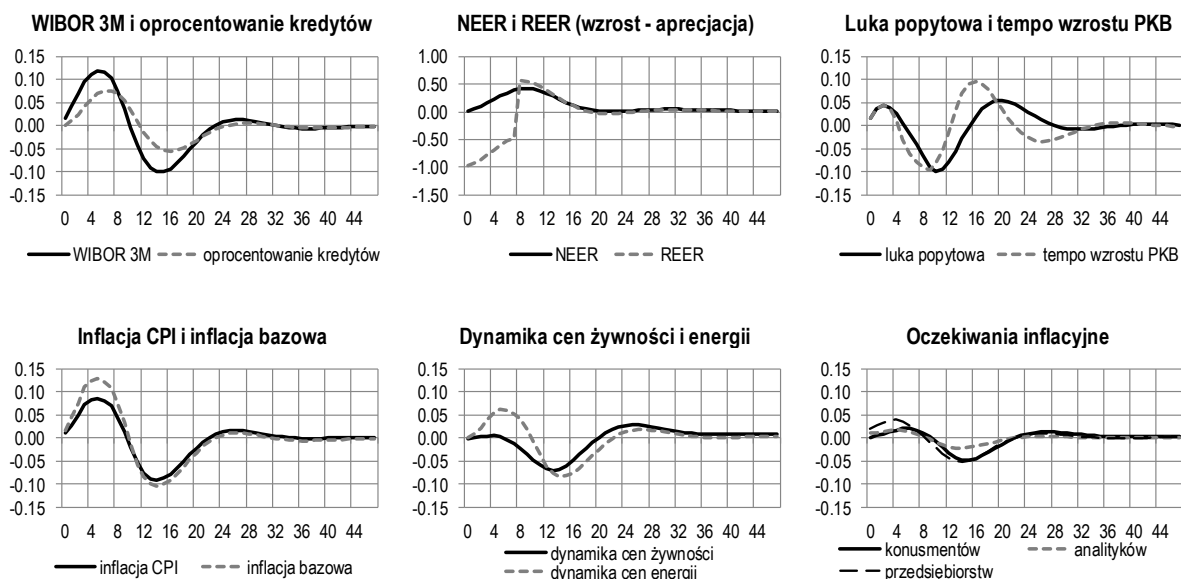 WIBOR 3M i oprocentowanie kredytów
0.15
0.10
0.05
0.00
-0.05
-0.10
-0.15
0 4 8 12 16 20 24 28 32 36 40 44
WIBOR 3M oprocentowanie kredytów
NEER i REER (wzrost - aprecjacja)
1.00
0.50
0.00
-0.50
-1.00
-1.50
0 4 8 12 16 20 24 28 32 36 40 44
NEER REER
Luka popytowa i tempo wzrostu PKB
0.15
0.10
0.05
0.00
-0.05
-0.10
-0.15
0 4 8 12 16 20 24 28 32 36 40 44
luka popytowa tempo wzrostu PKB
Inflacja CPI i inflacja bazowa
0.15
0.10
0.05
0.00
-0.05
-0.10
-0.15
0 4 8 12 16 20 24 28 32 36 40 44
inflacja CPI inflacja bazowa
Dynamika cen żywności i energii
0.15
0.10
0.05
0.00
-0.05
-0.10
-0.15
0 4 8 12 16 20 24 28 32 36 40 44
dynamika cen żywności
dynamika cen energii
Oczekiwania inflacyjne
0.15
0.10
0.05
0.00
-0.05
-0.10
-0.15
0 4 8 12 16 20 24 28 32 36 40 44
konusmentów analityków
przedsiebiorstw